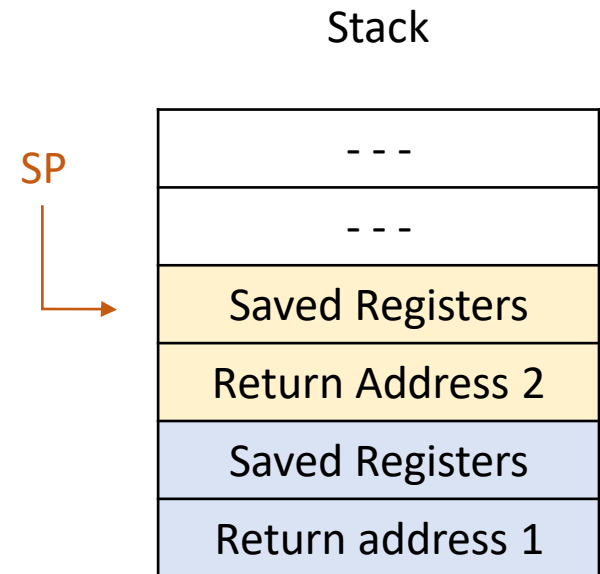 Stack
- - -
SP
- - -
Saved Registers
Return Address 2
Saved Registers
Return address 1